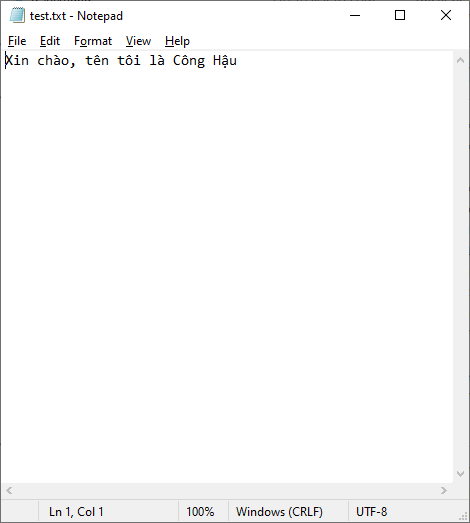 test.txt - Notepad
File Edit Format View Help
Xin chào, tên tôi là Công Hậu
Ln 1, Col 1 100% Windows (CRLF) UTF-8